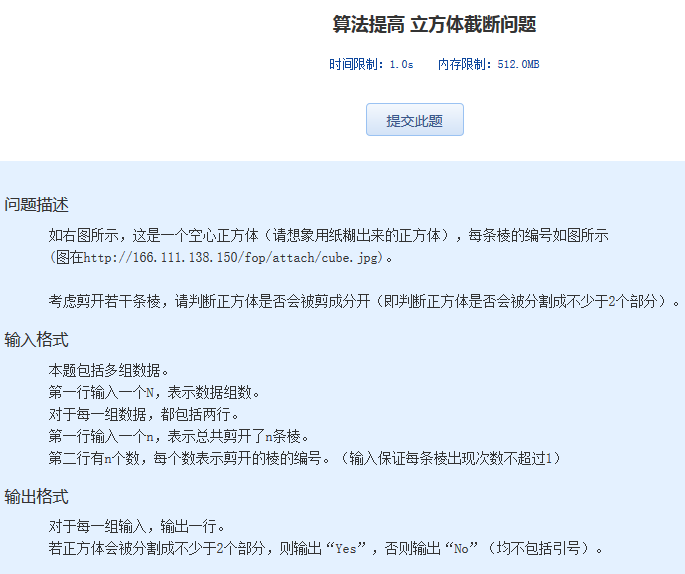 算法提高 立方体截断问题
时间限制：1.0s 内存限制：512.0MB
提交此题
问题描述
如右图所示，这是一个空心正方体（请想象用纸糊出来的正方体），每条棱的编号如图所示
(图在http://166.111.138.150/fop/attach/cube.jpg)。
考虑剪开若干条棱，请判断正方体是否会被剪成分开（即判断正方体是否会被分割成不少于2个部分）。
输入格式
本题包括多组数据。
第一行输入一个N，表示数据组数。
对于每一组数据，都包括两行。
第一行输入一个n，表示总共剪开了n条棱。
第二行有n个数，每个数表示剪开的棱的编号。（输入保证每条棱出现次数不超过1）
输出格式
对于每一组输入，输出一行。
若正方体会被分割成不少于2个部分，则输出“Yes”，否则输出“No”（均不包括引号）。